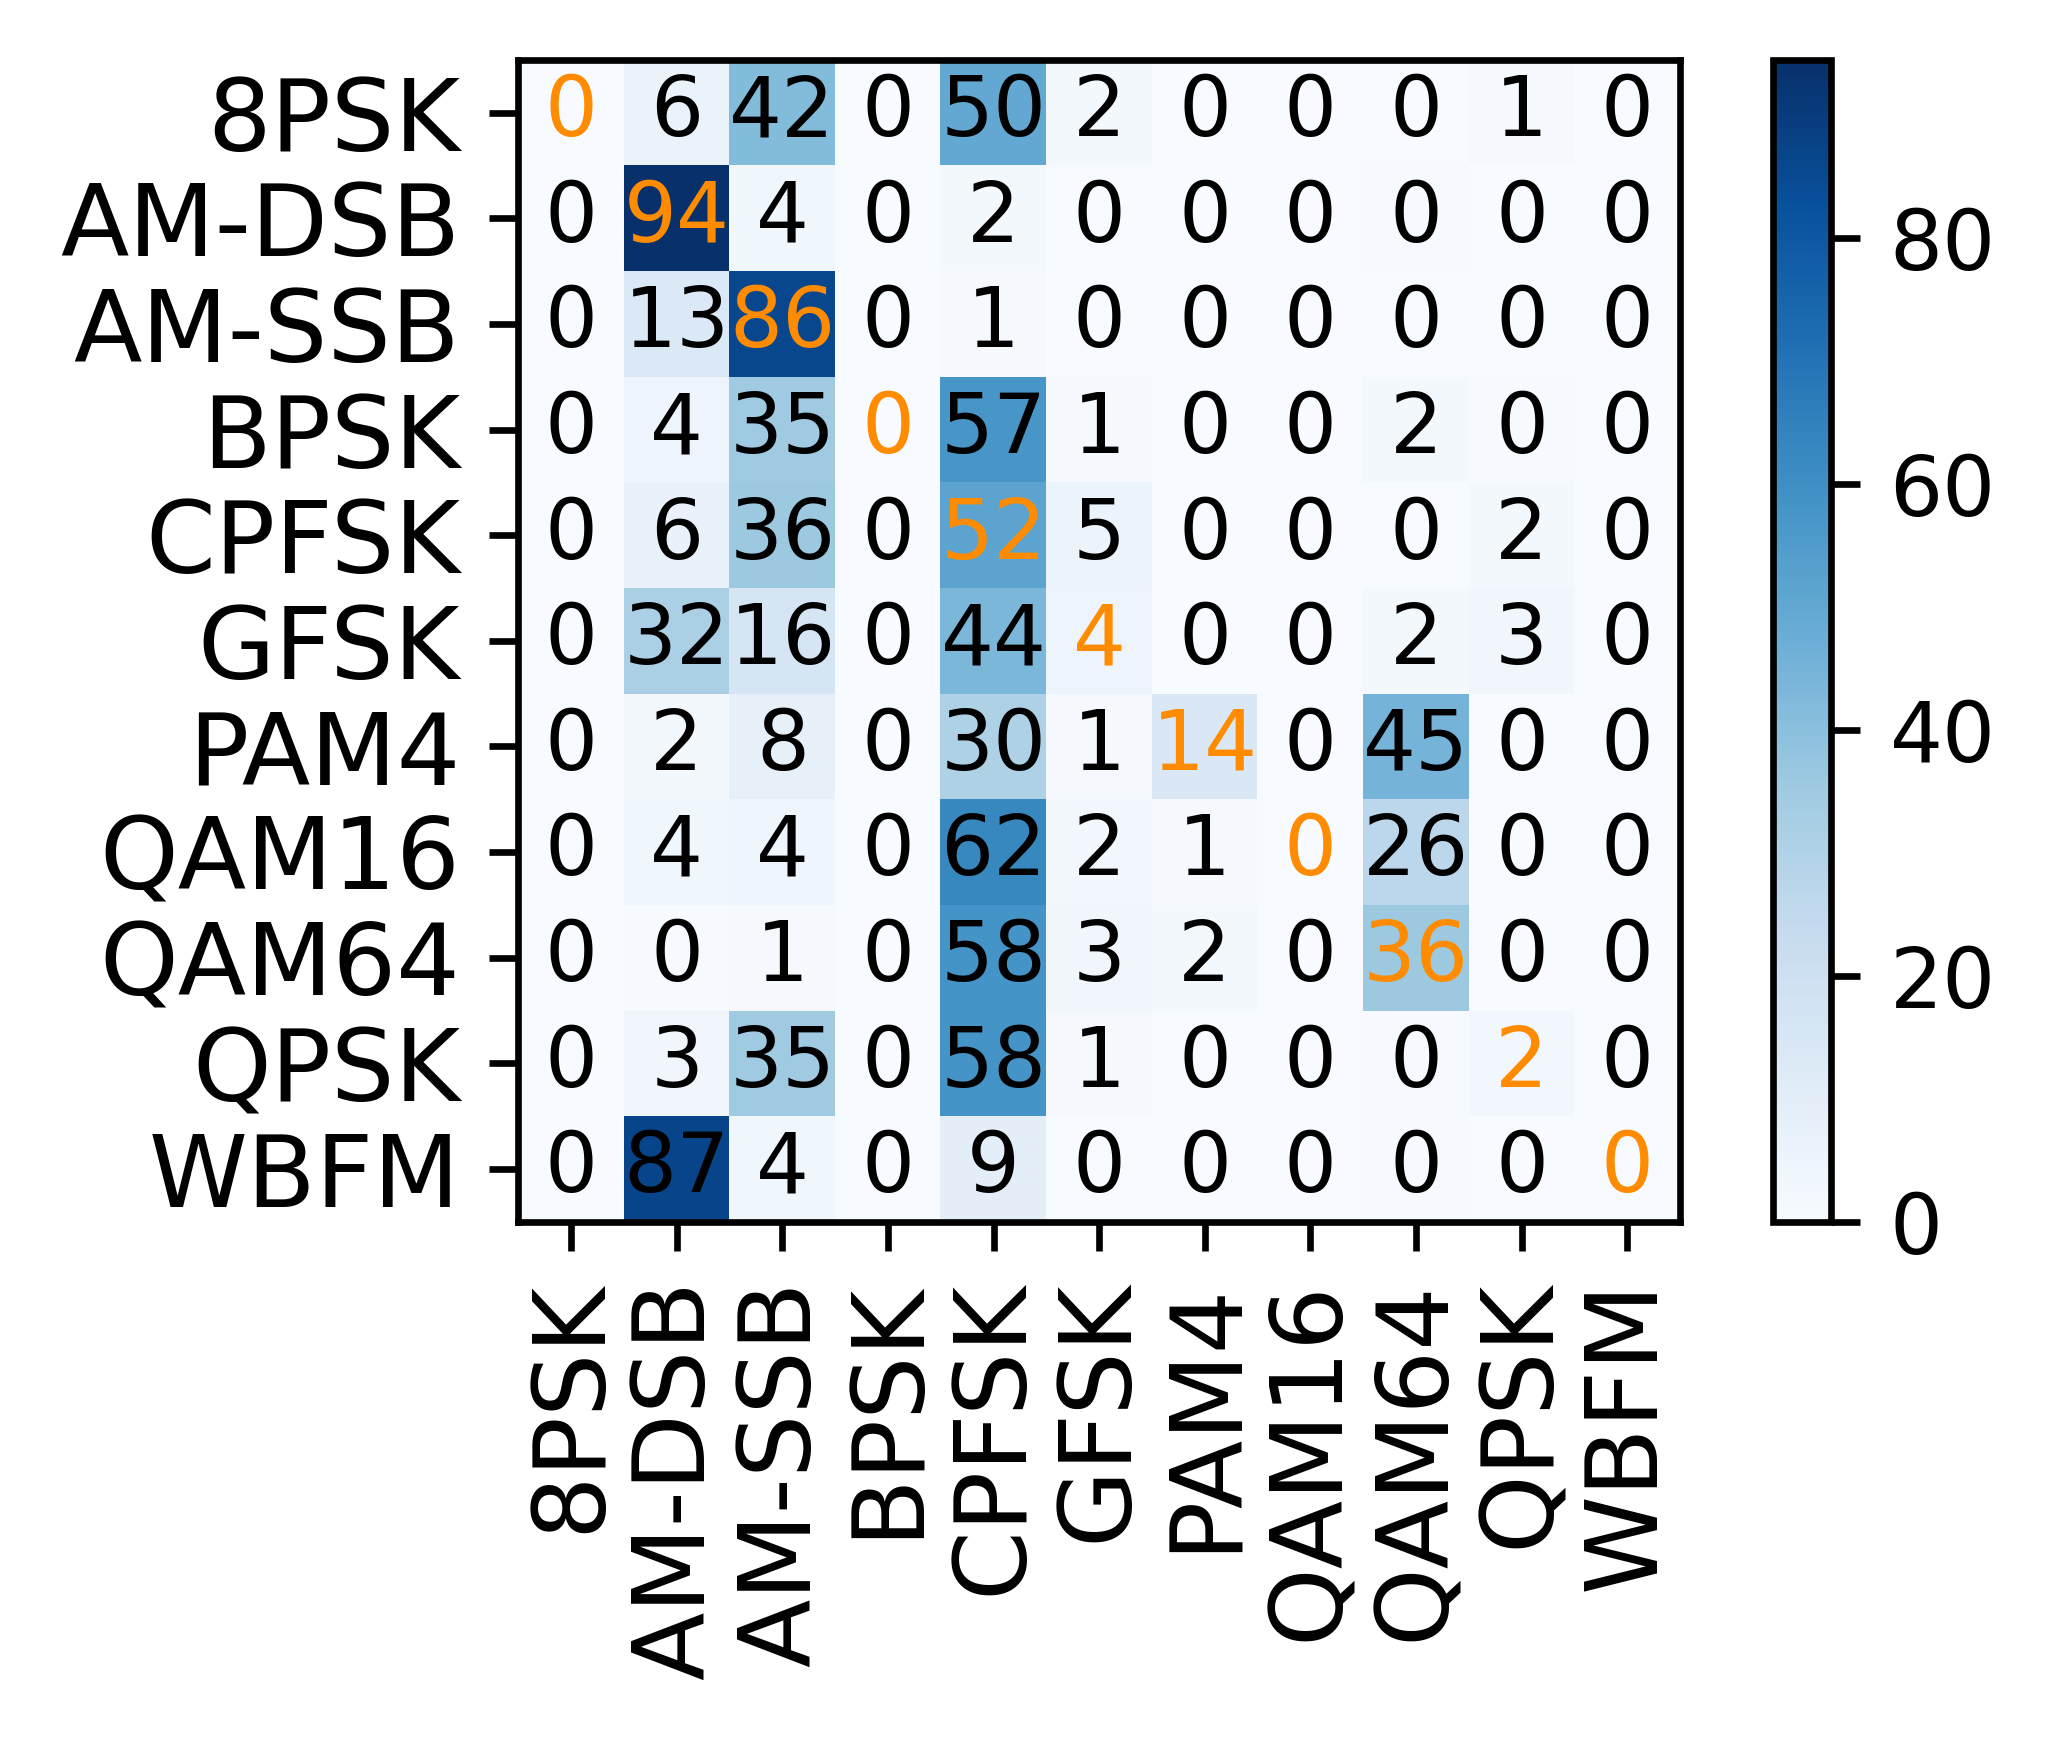 8PSK 0 6 42 0 50 2 0 0 0 1 0
AM-DSB 0 94 4 0 2 0 0 0 0 0 0
AM-SSB 0 13 86 0 1 0 0 0 0 0 0
BPSK 0 4 35 0 57 1 0 0 2 0 0
CPFSK 0 6 36 0 52 5 0 0 0 2 0
GFSK 0 32 16 0 44 4 0 0 2 3 0
PAM4 0 2 8 0 30 1 14 0 45 0 0
QAM16 0 4 4 0 62 2 1 0 26 0 0
QAM64 0 0 1 0 58 3 2 0 36 0 0
QPSK 0 3 35 0 58 1 0 0 0 2 0
WBFM 0 87 4 0 9 0 0 0 0 0 0
8PSK AM-DSB AM-SSB BPSK CPFSK GFSK PAM4 QAM16 QAM64 QPSK WBFM
80
60
40
20
0